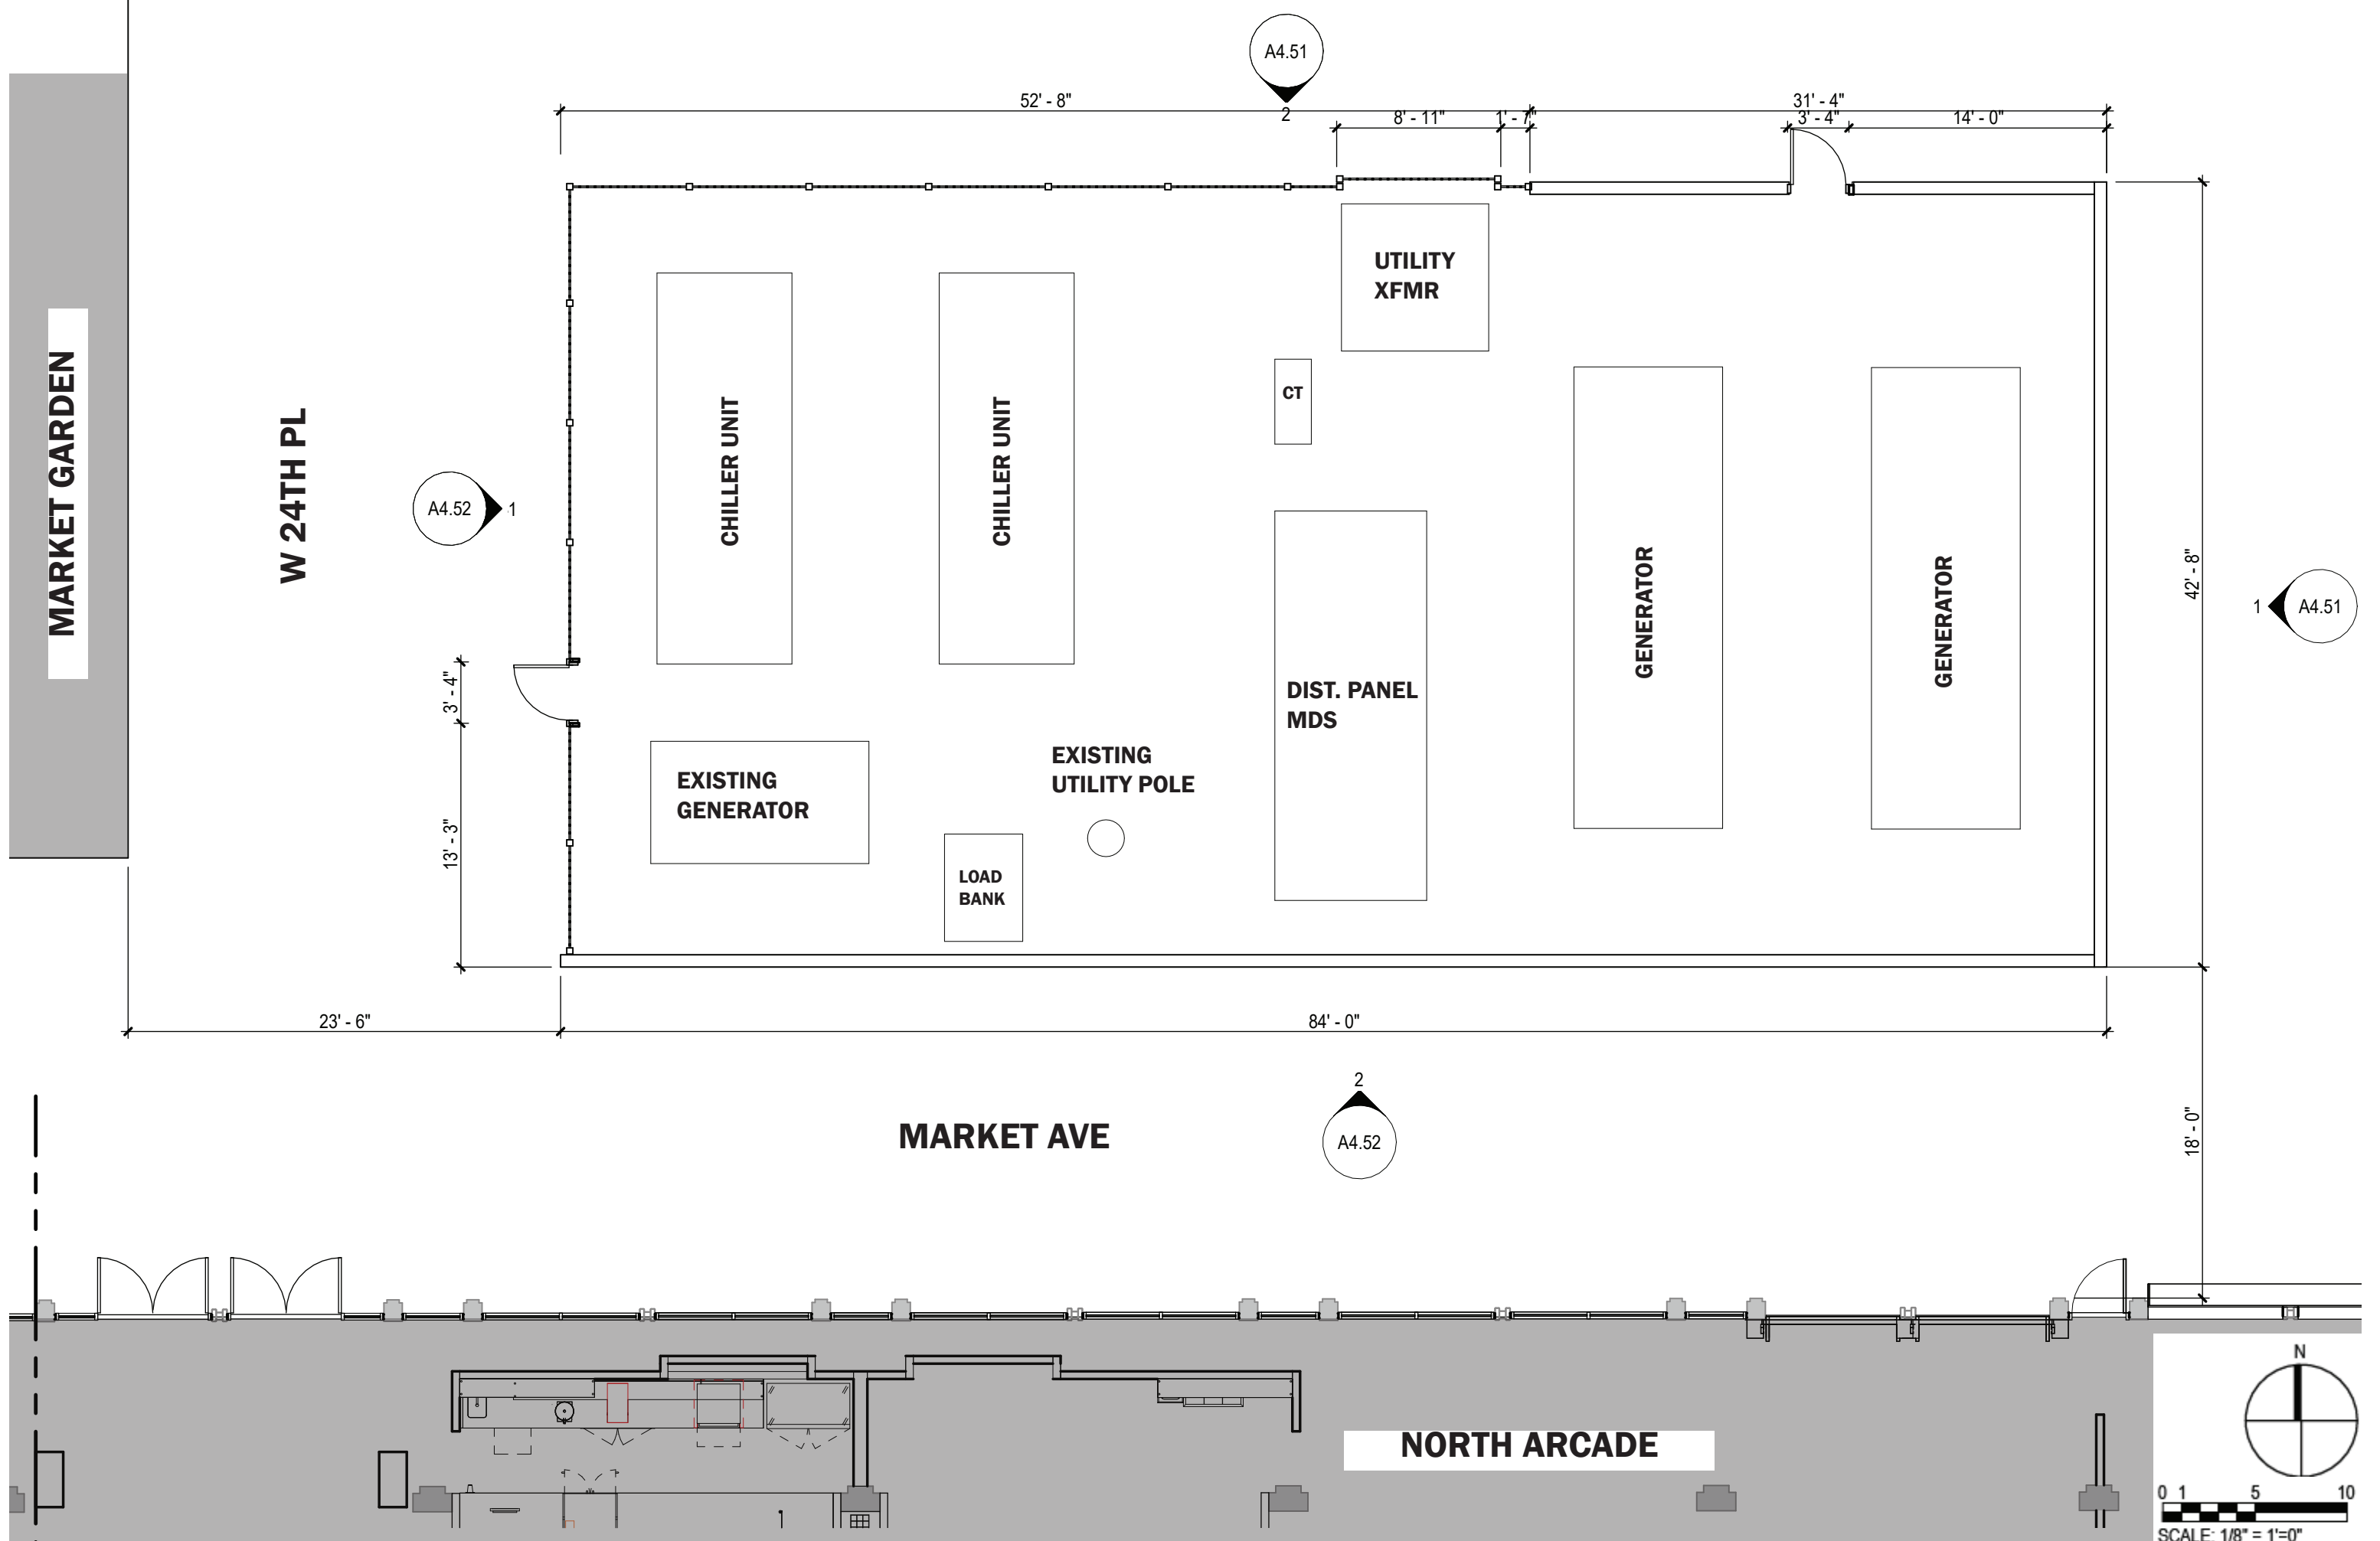 A4.51
2
52' - 8"
31' - 4"
8' - 11"
1' - 7"
3' - 4"
14' - 0"
UTILITY
XFMR
CT
CHILLER UNIT
CHILLER UNIT
MARKET GARDEN
W 24TH PL
A4.52
1
GENERATOR
GENERATOR
42' - 8"
1
A4.51
3' - 4"
DIST. PANEL
MDS
EXISTING
UTILITY POLE
EXISTING
GENERATOR
13' - 3"
LOAD
BANK
23' - 6"
84' - 0"
2
A4.52
MARKET AVE
18' - 0"
NORTH ARCADE
N
0 1 5 10
SCALE: 1/8" = 1'=0"